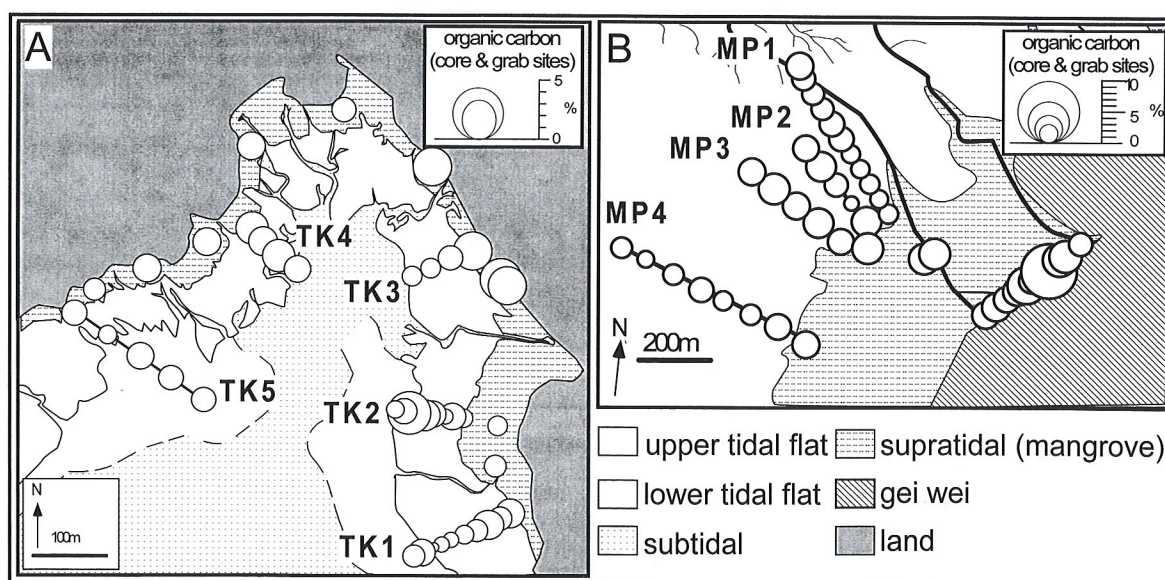 A
organic carbon
(core & grab sites)
5
%
0
TK4
TK3
TK5
TK2
TK1
N
100m
B
organic carbon
(core & grab sites)
10
5
%
0
MP1
MP2
MP3
MP4
N
200m
upper tidal flat
supratidal (mangrove)
lower tidal flat
gei wei
subtidal
land